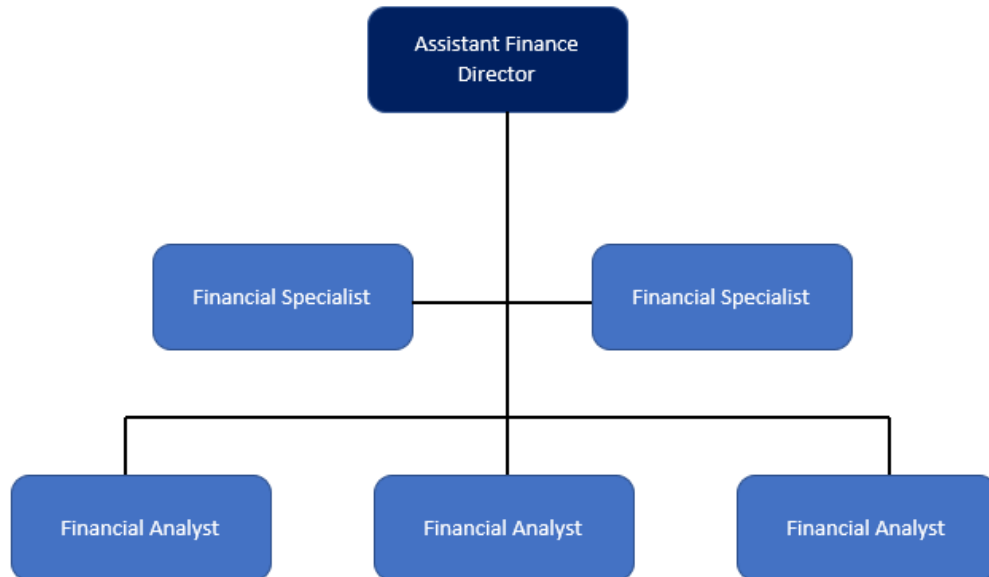 Assistant Finance
Director
Financial Specialist
Financial Specialist
Financial Analyst
Financial Analyst
Financial Analyst